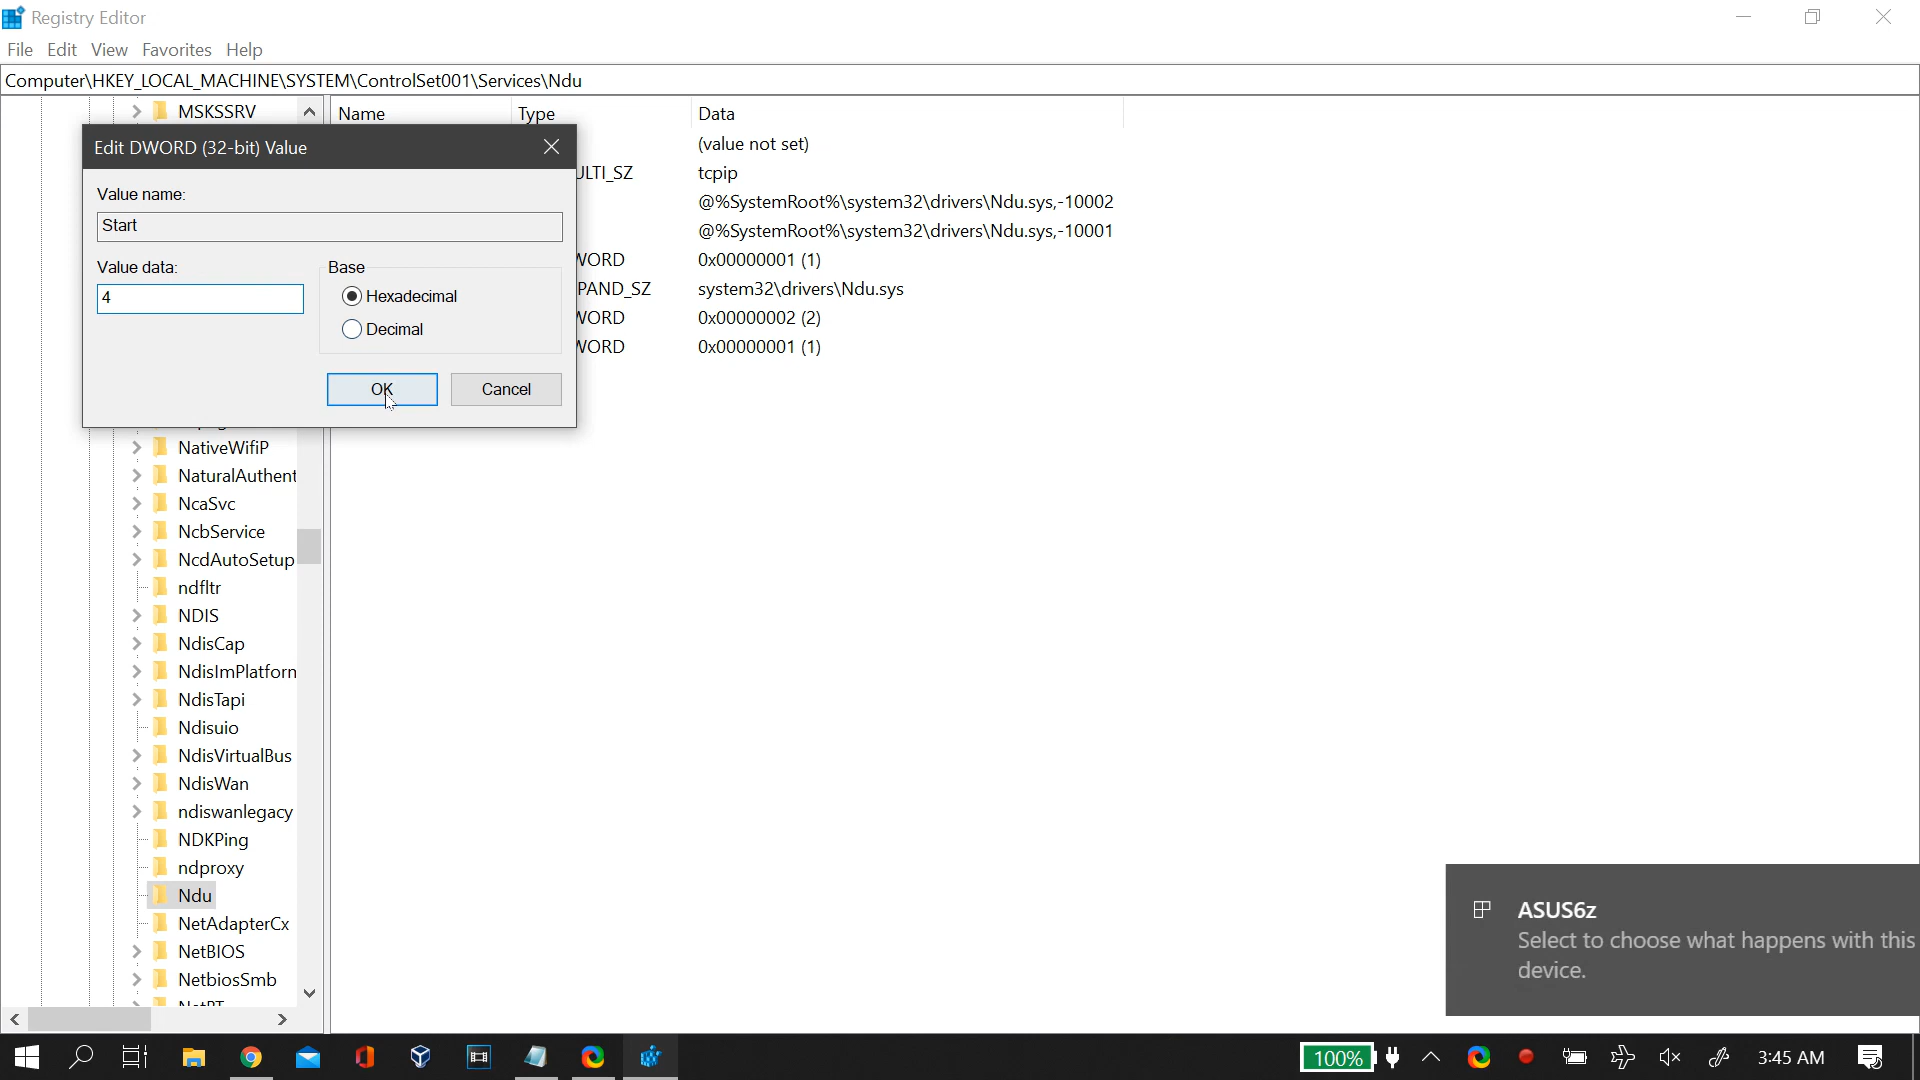 Registry Editor
File Edit View Favorites Help
Computer\HKEY_LOCAL_MACHINE\SYSTEM\ControlSet001\Services\Ndu
MSKSSRV
Name Type Data
Edit DWORD (32-bit) Value
Value name:
Start
Value data:
4
Base
Hexadecimal
Decimal
OK Cancel
(value not set)
ULTI_SZ tcpip
@%SystemRoot%\system32\drivers\Ndu.sys,-10002
@%SystemRoot%\system32\drivers\Ndu.sys,-10001
WORD 0x00000001 (1)
PAND_SZ system32\drivers\Ndu.sys
WORD 0x00000002 (2)
WORD 0x00000001 (1)
NativeWifiP
NaturalAuthent
NcaSvc
NcbService
NcdAutoSetup
ndfltr
NDIS
NdisCap
NdisImPlatforn
NdisTapi
Ndisuio
NdisVirtualBus
NdisWan
ndiswanlegacy
NDKPing
ndproxy
Ndu
NetAdapterCx
NetBIOS
NetbiosSmb
NetBT
ASUS6z
Select to choose what happens with this
device.
100%
3:45 AM